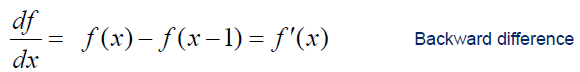 df/dx = f(x) − f(x−1) = f′(x) Backward difference